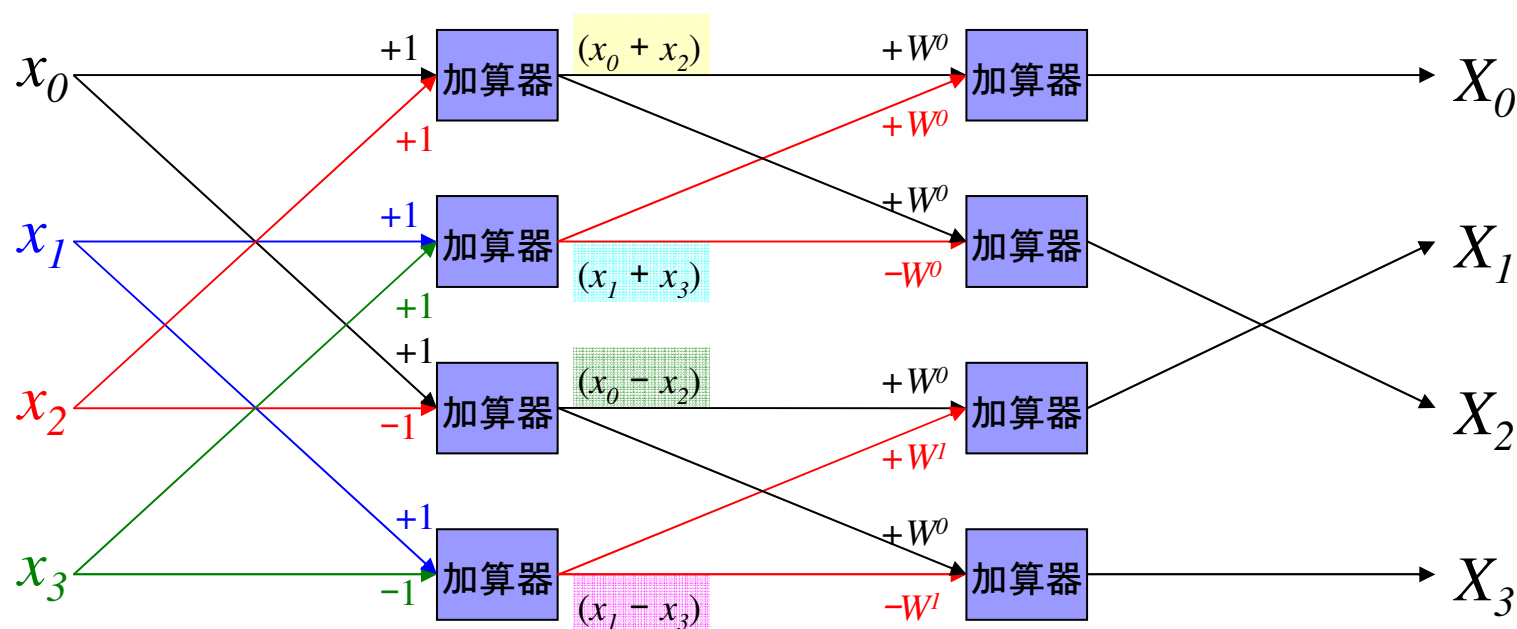 x₀ +1 加算器 (x₀ + x₂) +W⁰ 加算器 X₀
+1 +W⁰
x₁ +1 加算器 +W⁰ 加算器 X₁
+1 (x₁ + x₃) −W⁰
x₂ +1 加算器 (x₀ − x₂) +W⁰ 加算器 X₂
−1 +W¹
x₃ +1 加算器 +W⁰ 加算器 X₃
−1 (x₁ − x₃) −W¹